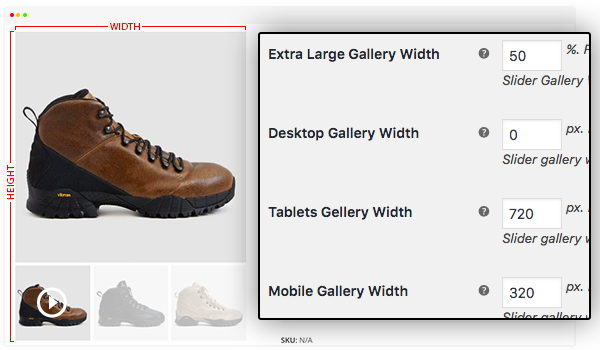 WIDTH
HEIGHT
vibram
Extra Large Gallery Width ? 50 %.
Slider Gallery
Desktop Gallery Width ? 0 px.
Slider gallery
Tablets Gellery Width ? 720 px.
Slider gallery
Mobile Gallery Width ? 320 px.
Slider gallery
SKU: N/A